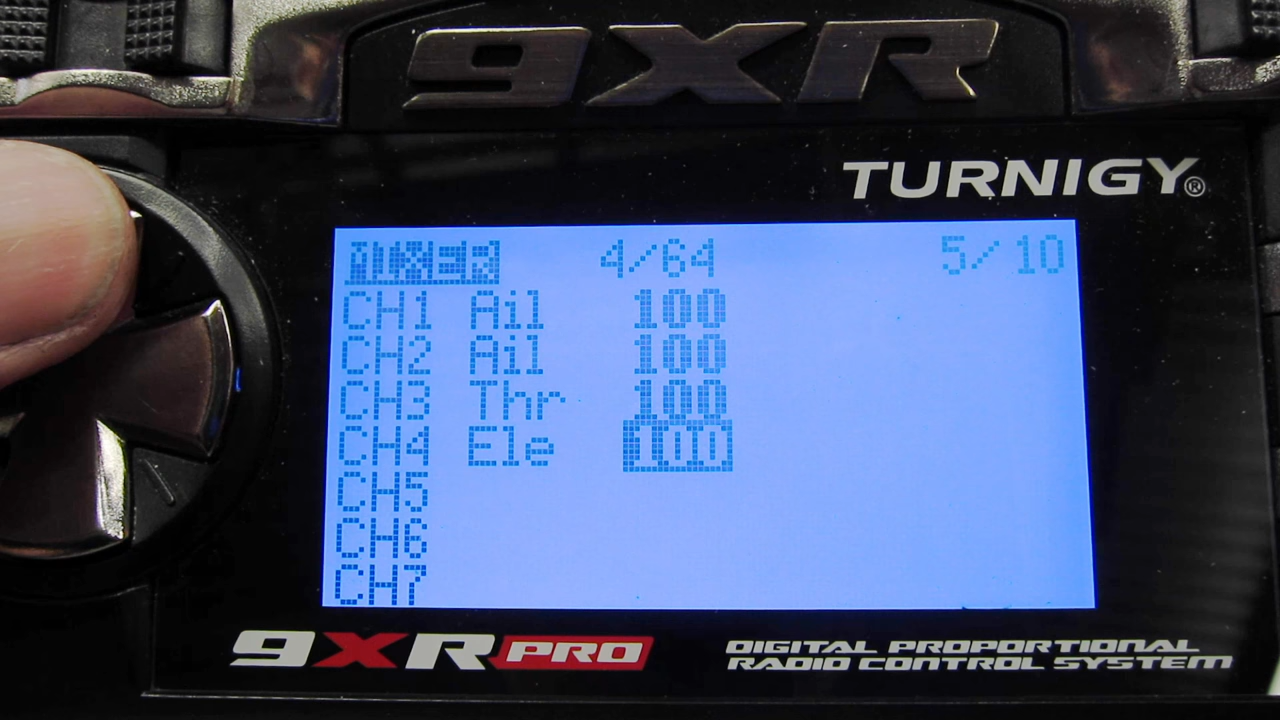 9XR
TURNIGY®
MIXER 4/64 5/10
CH1 Ail 100
CH2 Ail 100
CH3 Thr 100
CH4 Ele 100
CH5
CH6
CH7
9XR PRO
DIGITAL PROPORTIONAL
RADIO CONTROL SYSTEM